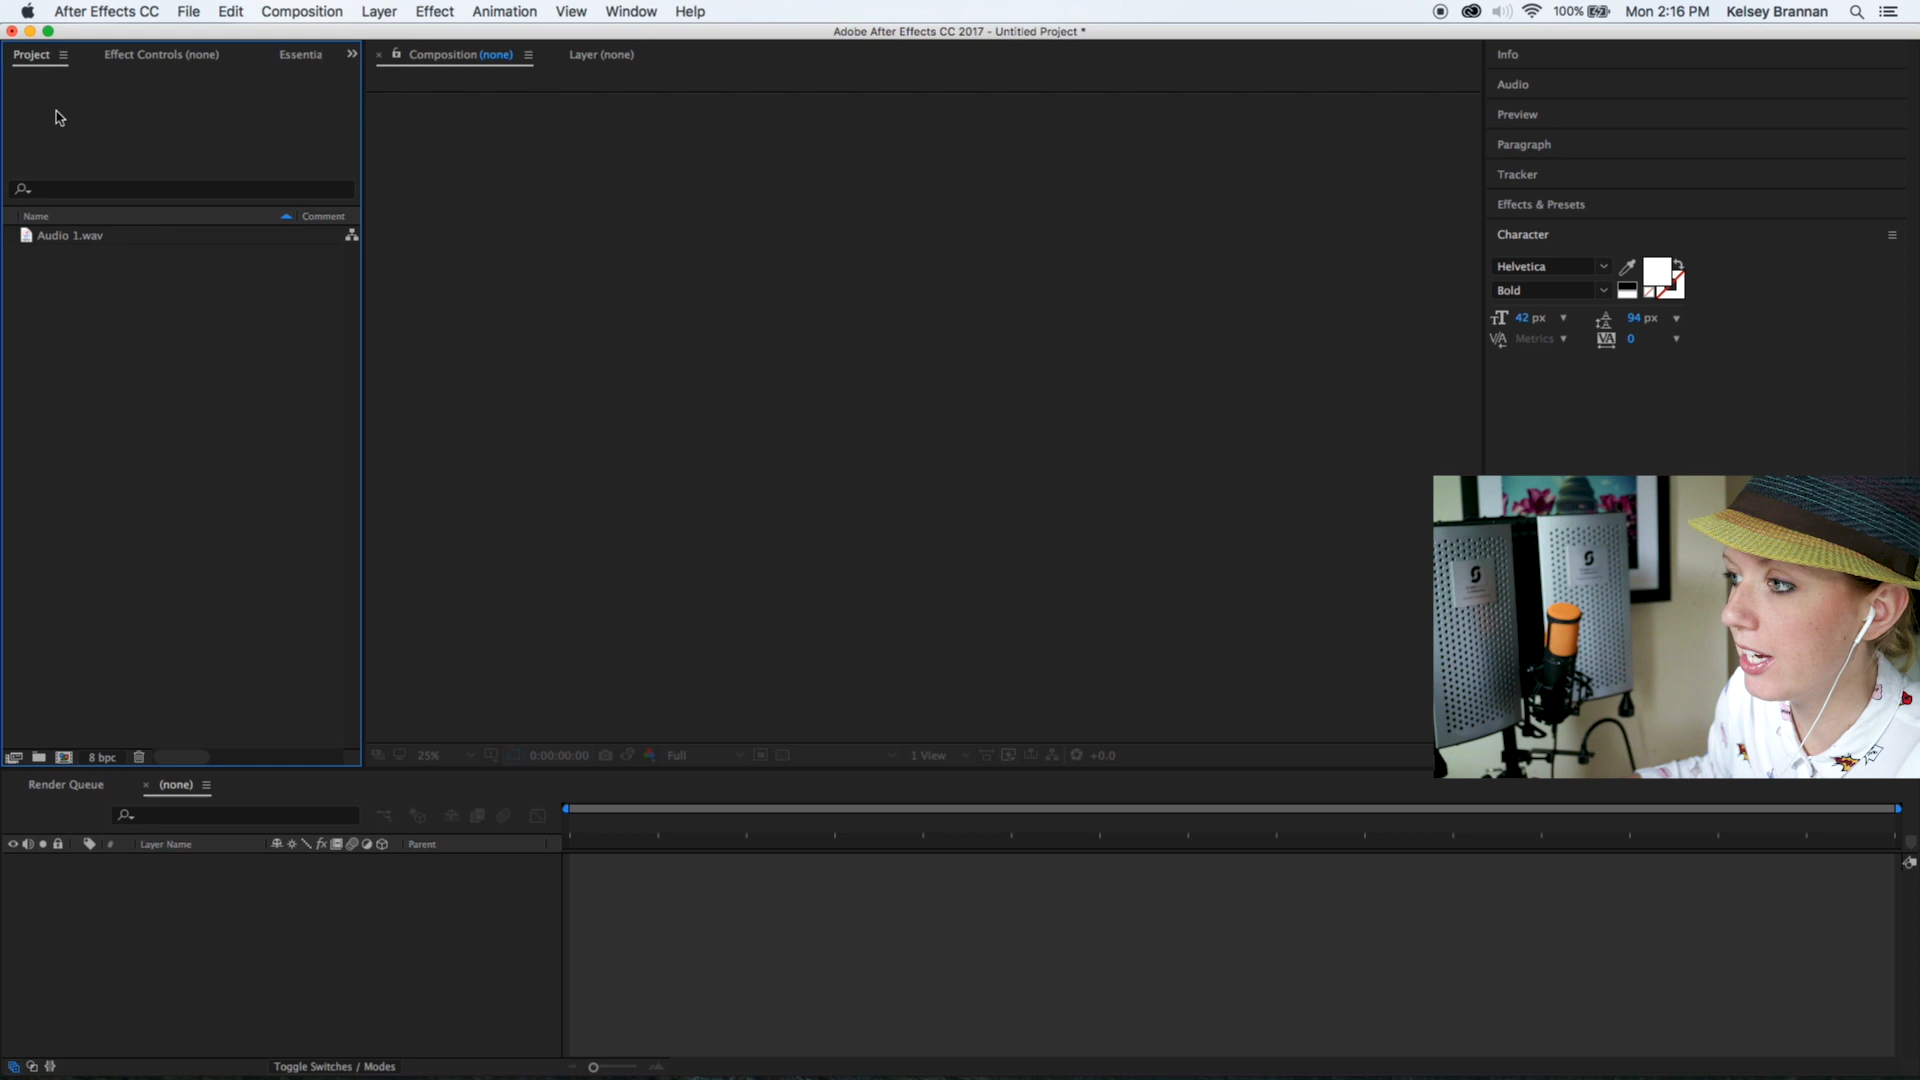 After Effects CC File Edit Composition Layer Effect Animation View Window Help 100% Mon 2:16 PM Kelsey Brannan
Adobe After Effects CC 2017 - Untitled Project *
Project Effect Controls (none) Essentia
Composition (none) Layer (none)
Name Comment
Audio 1.wav
8 bpc
25% 0:00:00:00 Full 1 View +0.0
Info
Audio
Preview
Paragraph
Tracker
Effects & Presets
Character
Helvetica
Bold
42 px 94 px
Metrics 0
Render Queue (none)
# Layer Name fx Parent
Toggle Switches / Modes